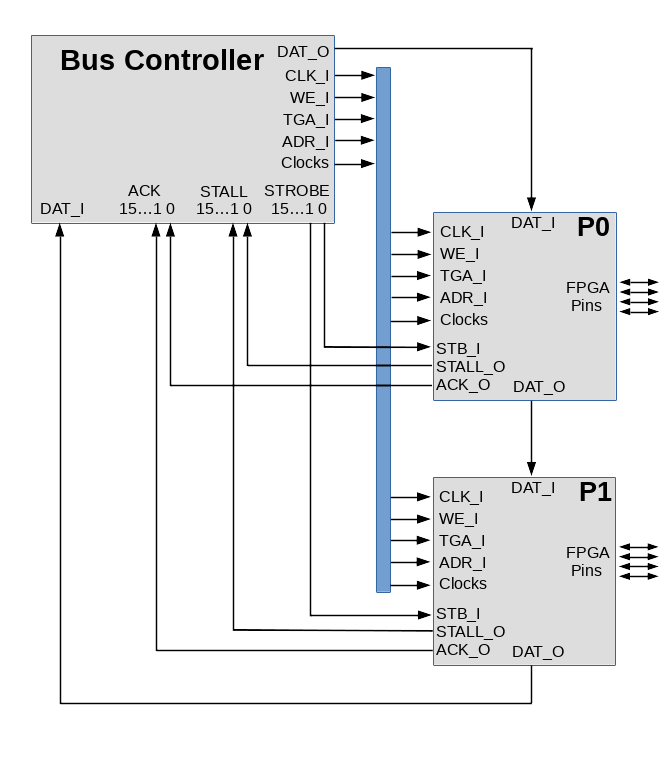 Bus Controller
DAT_O
CLK_I
WE_I
TGA_I
ADR_I
Clocks
ACK STALL STROBE
DAT_I 15...1 0 15...1 0 15...1 0
DAT_I P0
CLK_I
WE_I
TGA_I
ADR_I
Clocks
FPGA
Pins
STB_I
STALL_O
ACK_O DAT_O
DAT_I P1
CLK_I
WE_I
TGA_I
ADR_I
Clocks
FPGA
Pins
STB_I
STALL_O
ACK_O DAT_O